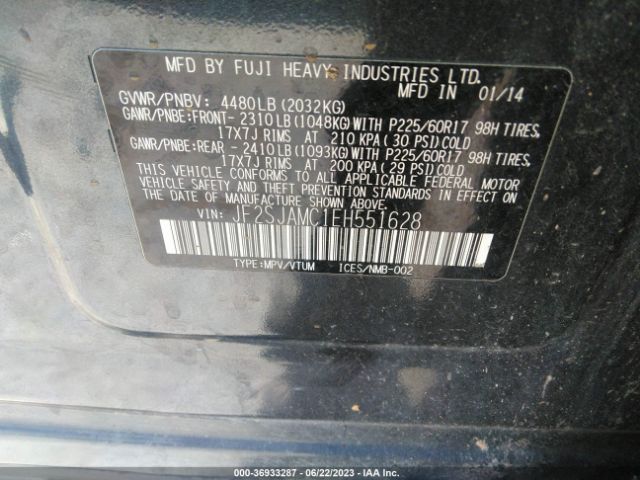 MFD BY FUJI HEAVY INDUSTRIES LTD.
MFD IN 01/14
GVWR/PNBV: 4480LB (2032KG)
GAWR/PNBE:FRONT- 2310LB(1048KG)WITH P225/60R17 98H TIRES,
17X7J RIMS AT 210 KPA(30 PSI)COLD
GAWR/PNBE:REAR - 2410LB(1093KG)WITH P225/60R17 98H TIRES,
17X7J RIMS AT 200 KPA(29 PSI)COLD
THIS VEHICLE CONFORMS TO ALL APPLICABLE FEDERAL MOTOR
VEHICLE SAFETY AND THEFT PREVENTION STANDARDS IN EFFECT ON
THE DATE OF MANUFACTURE SHOWN ABOVE.
VIN: JF2SJAMC1EH551628
TYPE:MPV/VTUM ICES/NMB-002
000-36933287 - 06/22/2023 - IAA Inc.